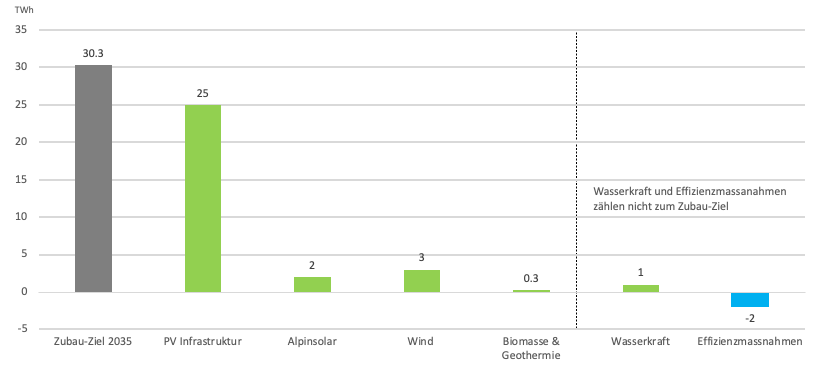 TWh
35
30
25
20
15
10
5
0
-5
30.3
25
2
3
0.3
1
-2
Wasserkraft und Effizienzmassanahmen
zählen nicht zum Zubau-Ziel
Zubau-Ziel 2035
PV Infrastruktur
Alpinsolar
Wind
Biomasse &
Geothermie
Wasserkraft
Effizienzmassnahmen